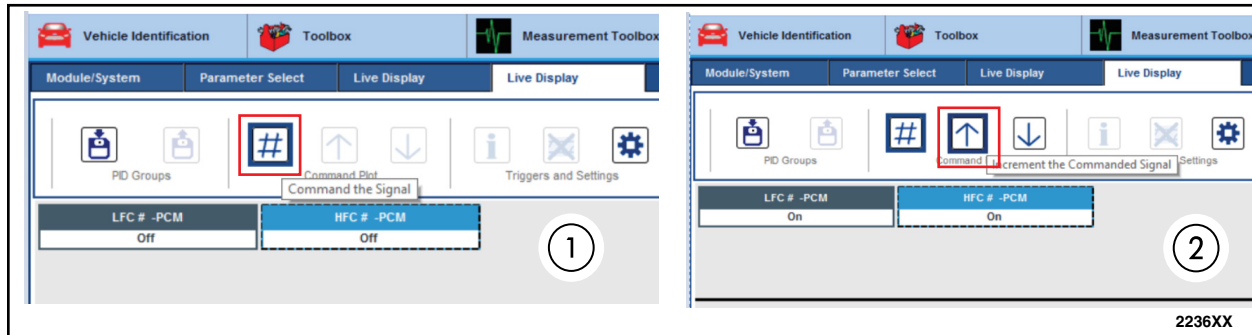 Vehicle Identification Toolbox Measurement Toolbox
Module/System Parameter Select Live Display Live Display
PID Groups Command Plot Triggers and Settings
Command the Signal
LFC # -PCM HFC # -PCM
Off Off
1
Vehicle Identification Toolbox Measurement Toolbox
Module/System Parameter Select Live Display Live Display
PID Groups Command Settings
Increment the Commanded Signal
LFC # -PCM HFC # -PCM
On On
2
2236XX